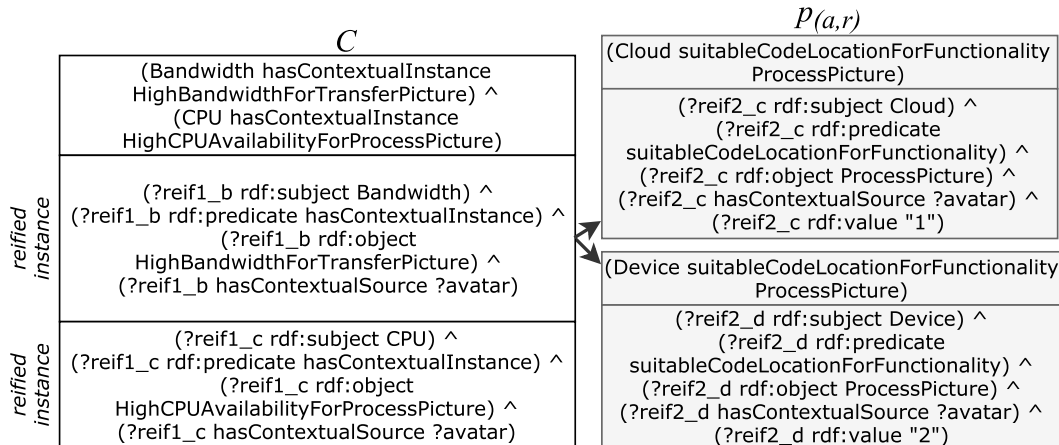 C
(Bandwidth hasContextualInstance
HighBandwidthForTransferPicture) ^
(CPU hasContextualInstance
HighCPUAvailabilityForProcessPicture)
reified
instance
(?reif1_b rdf:subject Bandwidth) ^
(?reif1_b rdf:predicate hasContextualInstance) ^
(?reif1_b rdf:object
HighBandwidthForTransferPicture) ^
(?reif1_b hasContextualSource ?avatar)
reified
instance
(?reif1_c rdf:subject CPU) ^
(?reif1_c rdf:predicate hasContextualInstance) ^
(?reif1_c rdf:object
HighCPUAvailabilityForProcessPicture) ^
(?reif1_c hasContextualSource ?avatar)
p(a,r)
(Cloud suitableCodeLocationForFunctionality
ProcessPicture)
(?reif2_c rdf:subject Cloud) ^
(?reif2_c rdf:predicate
suitableCodeLocationForFunctionality) ^
(?reif2_c rdf:object ProcessPicture) ^
(?reif2_c hasContextualSource ?avatar) ^
(?reif2_c rdf:value "1")
(Device suitableCodeLocationForFunctionality
ProcessPicture)
(?reif2_d rdf:subject Device) ^
(?reif2_d rdf:predicate
suitableCodeLocationForFunctionality) ^
(?reif2_d rdf:object ProcessPicture) ^
(?reif2_d hasContextualSource ?avatar) ^
(?reif2_d rdf:value "2")